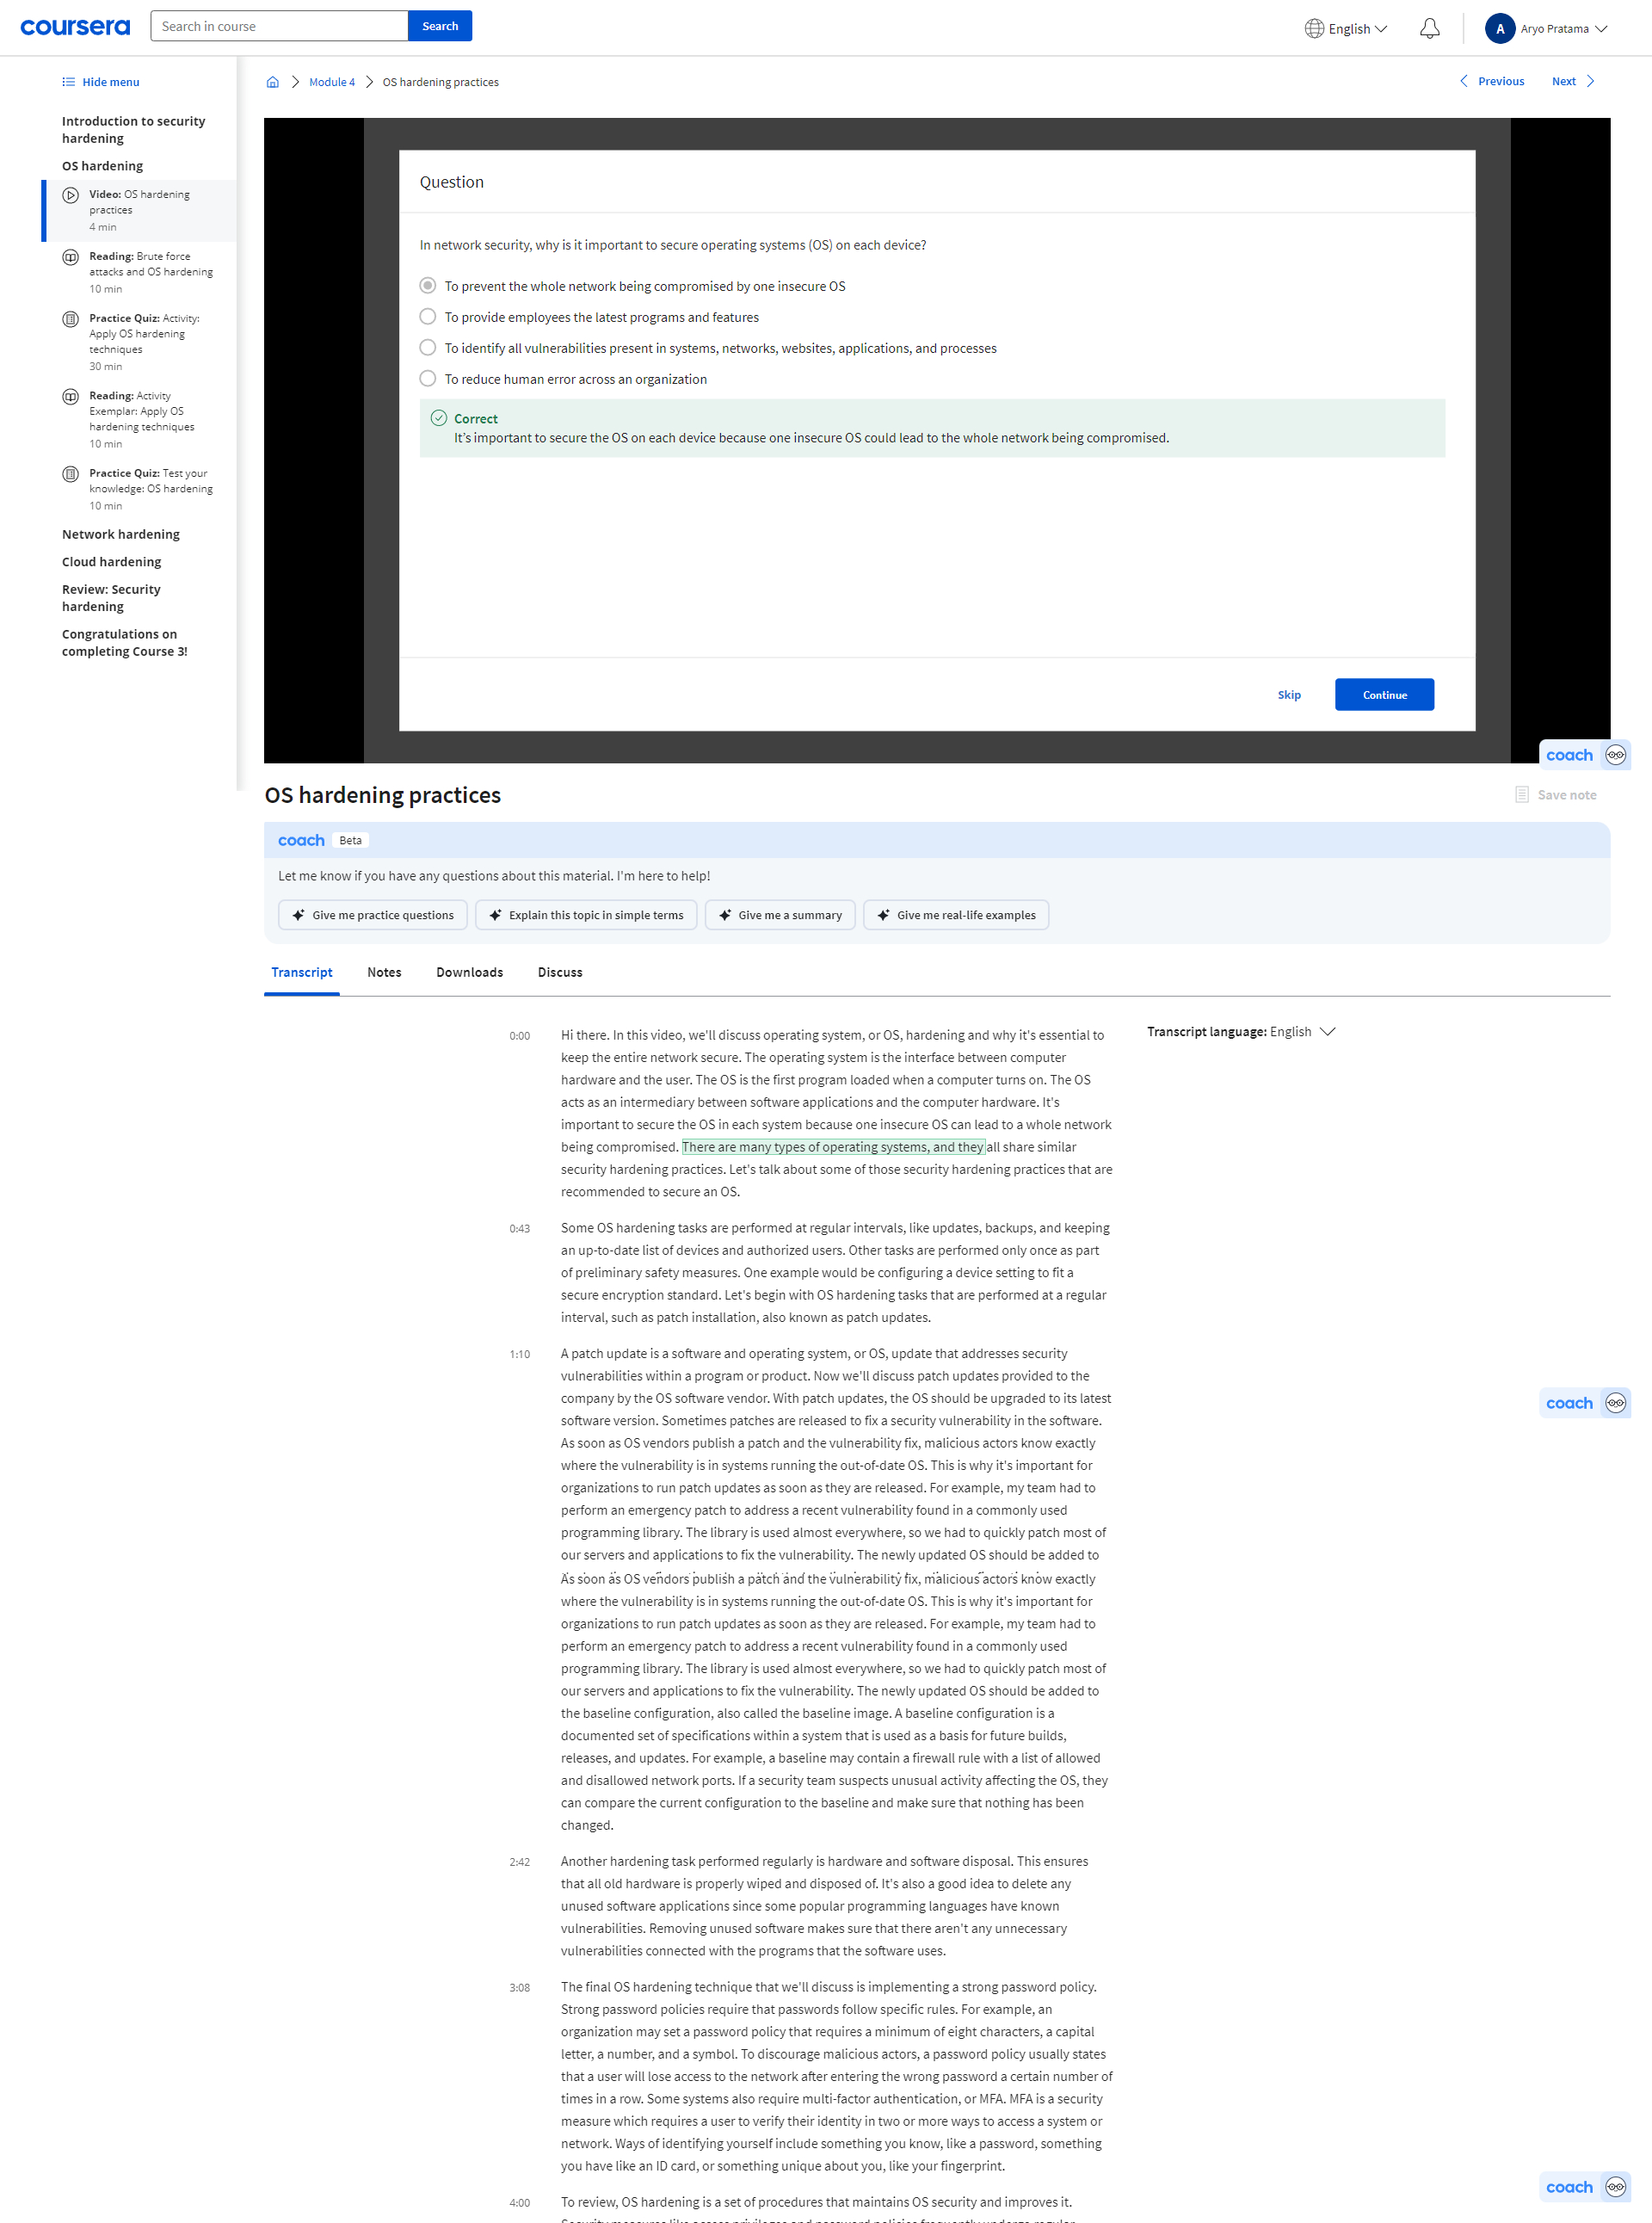 coursera
Search in course
Search
English
A
Aryo Pratama
Hide menu
Introduction to security
hardening
OS hardening
Video: OS hardening
practices
4 min
Reading: Brute force
attacks and OS hardening
10 min
Practice Quiz: Activity:
Apply OS hardening
techniques
30 min
Reading: Activity
Exemplar: Apply OS
hardening techniques
10 min
Practice Quiz: Test your
knowledge: OS hardening
10 min
Network hardening
Cloud hardening
Review: Security
hardening
Congratulations on
completing Course 3!
Module 4
OS hardening practices
Previous
Next
Question
In network security, why is it important to secure operating systems (OS) on each device?
To prevent the whole network being compromised by one insecure OS
To provide employees the latest programs and features
To identify all vulnerabilities present in systems, networks, websites, applications, and processes
To reduce human error across an organization
Correct
It’s important to secure the OS on each device because one insecure OS could lead to the whole network being compromised.
Skip
Continue
coach
OS hardening practices
Save note
coach
Beta
Let me know if you have any questions about this material. I'm here to help!
Give me practice questions
Explain this topic in simple terms
Give me a summary
Give me real-life examples
Transcript
Notes
Downloads
Discuss
Transcript language: English
0:00
Hi there. In this video, we'll discuss operating system, or OS, hardening and why it's essential to
keep the entire network secure. The operating system is the interface between computer
hardware and the user. The OS is the first program loaded when a computer turns on. The OS
acts as an intermediary between software applications and the computer hardware. It's
important to secure the OS in each system because one insecure OS can lead to a whole network
being compromised. There are many types of operating systems, and they all share similar
security hardening practices. Let's talk about some of those security hardening practices that are
recommended to secure an OS.
0:43
Some OS hardening tasks are performed at regular intervals, like updates, backups, and keeping
an up-to-date list of devices and authorized users. Other tasks are performed only once as part
of preliminary safety measures. One example would be configuring a device setting to fit a
secure encryption standard. Let's begin with OS hardening tasks that are performed at a regular
interval, such as patch installation, also known as patch updates.
1:10
A patch update is a software and operating system, or OS, update that addresses security
vulnerabilities within a program or product. Now we'll discuss patch updates provided to the
company by the OS software vendor. With patch updates, the OS should be upgraded to its latest
software version. Sometimes patches are released to fix a security vulnerability in the software.
As soon as OS vendors publish a patch and the vulnerability fix, malicious actors know exactly
where the vulnerability is in systems running the out-of-date OS. This is why it's important for
organizations to run patch updates as soon as they are released. For example, my team had to
perform an emergency patch to address a recent vulnerability found in a commonly used
programming library. The library is used almost everywhere, so we had to quickly patch most of
our servers and applications to fix the vulnerability. The newly updated OS should be added to
As soon as OS vendors publish a patch and the vulnerability fix, malicious actors know exactly
where the vulnerability is in systems running the out-of-date OS. This is why it's important for
organizations to run patch updates as soon as they are released. For example, my team had to
perform an emergency patch to address a recent vulnerability found in a commonly used
programming library. The library is used almost everywhere, so we had to quickly patch most of
our servers and applications to fix the vulnerability. The newly updated OS should be added to
the baseline configuration, also called the baseline image. A baseline configuration is a
documented set of specifications within a system that is used as a basis for future builds,
releases, and updates. For example, a baseline may contain a firewall rule with a list of allowed
and disallowed network ports. If a security team suspects unusual activity affecting the OS, they
can compare the current configuration to the baseline and make sure that nothing has been
changed.
coach
2:42
Another hardening task performed regularly is hardware and software disposal. This ensures
that all old hardware is properly wiped and disposed of. It's also a good idea to delete any
unused software applications since some popular programming languages have known
vulnerabilities. Removing unused software makes sure that there aren't any unnecessary
vulnerabilities connected with the programs that the software uses.
3:08
The final OS hardening technique that we'll discuss is implementing a strong password policy.
Strong password policies require that passwords follow specific rules. For example, an
organization may set a password policy that requires a minimum of eight characters, a capital
letter, a number, and a symbol. To discourage malicious actors, a password policy usually states
that a user will lose access to the network after entering the wrong password a certain number of
times in a row. Some systems also require multi-factor authentication, or MFA. MFA is a security
measure which requires a user to verify their identity in two or more ways to access a system or
network. Ways of identifying yourself include something you know, like a password, something
you have like an ID card, or something unique about you, like your fingerprint.
coach
4:00
To review, OS hardening is a set of procedures that maintains OS security and improves it.